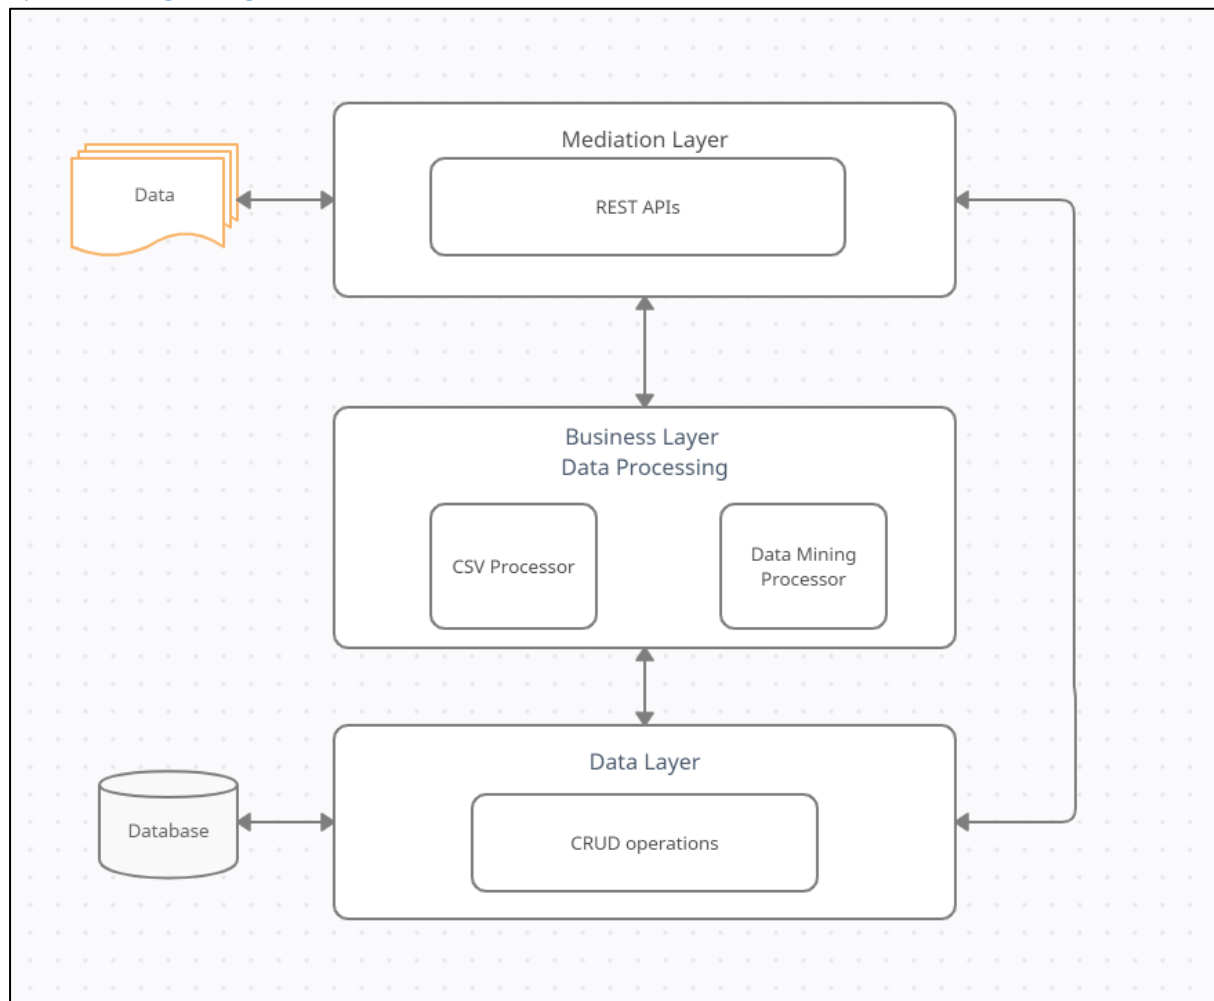 Mediation Layer
Data
REST APIs
Business Layer
Data Processing
CSV Processor
Data Mining
Processor
Data Layer
Database
CRUD operations